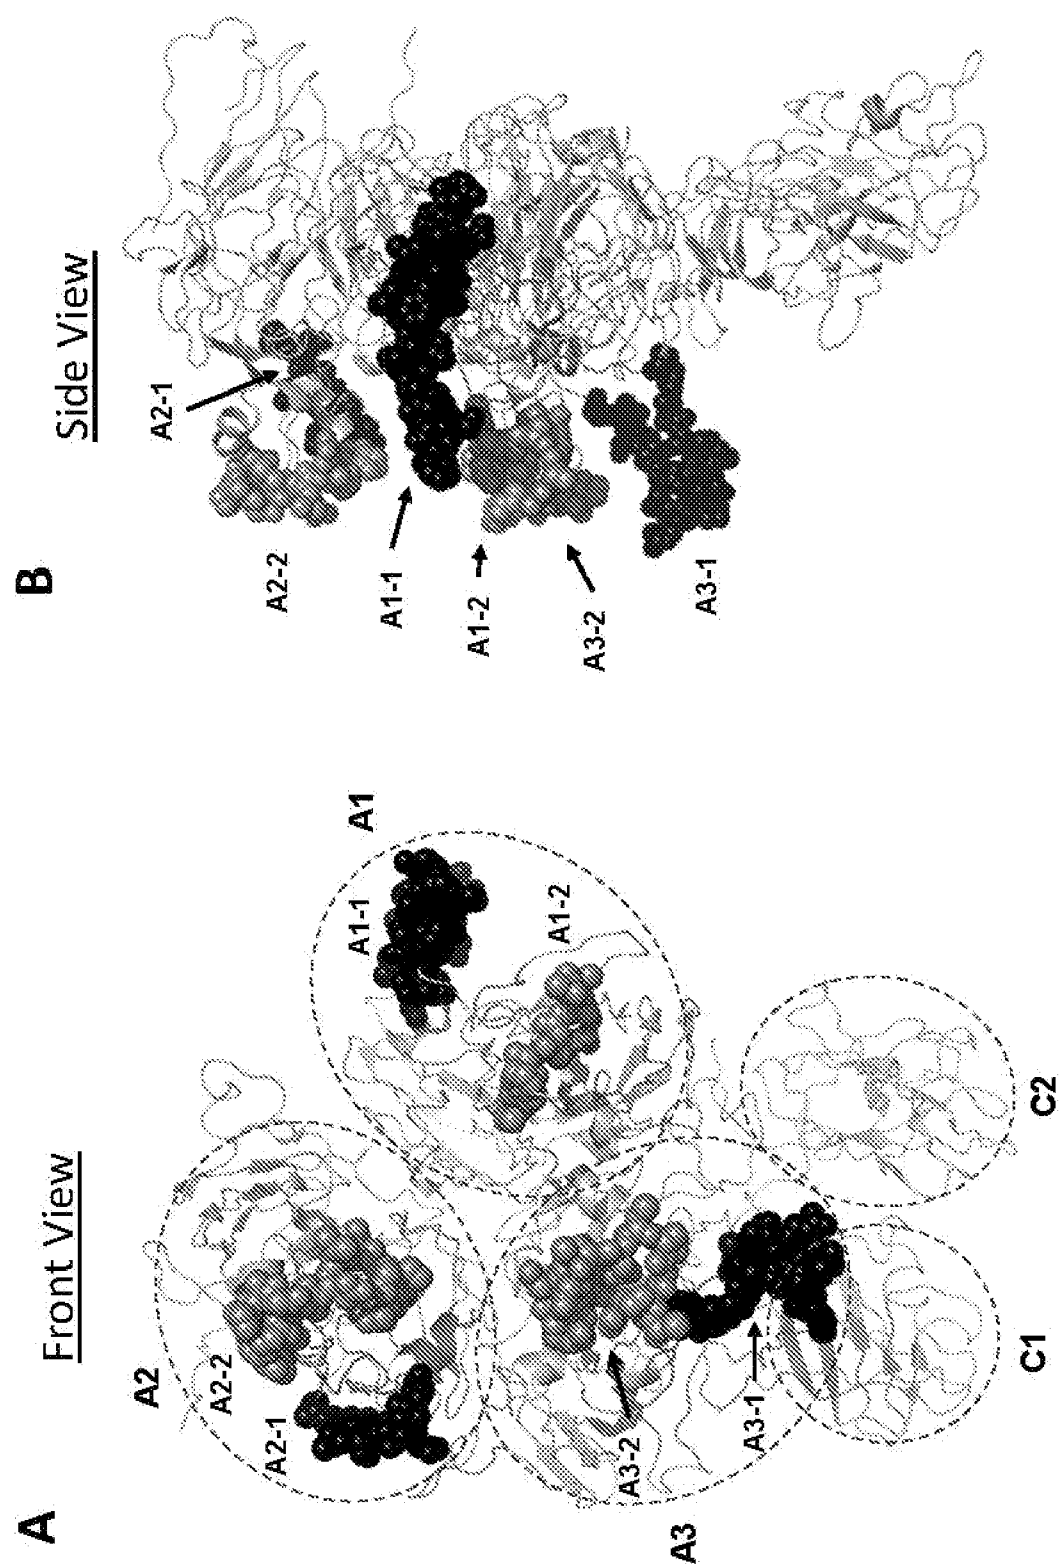 A
Front View
A2
A2-2
A2-1
A1
A1-1
A1-2
A3-2
A3-1
A3
C1
C2
B
Side View
A2-1
A2-2
A1-1
A1-2
A3-2
A3-1